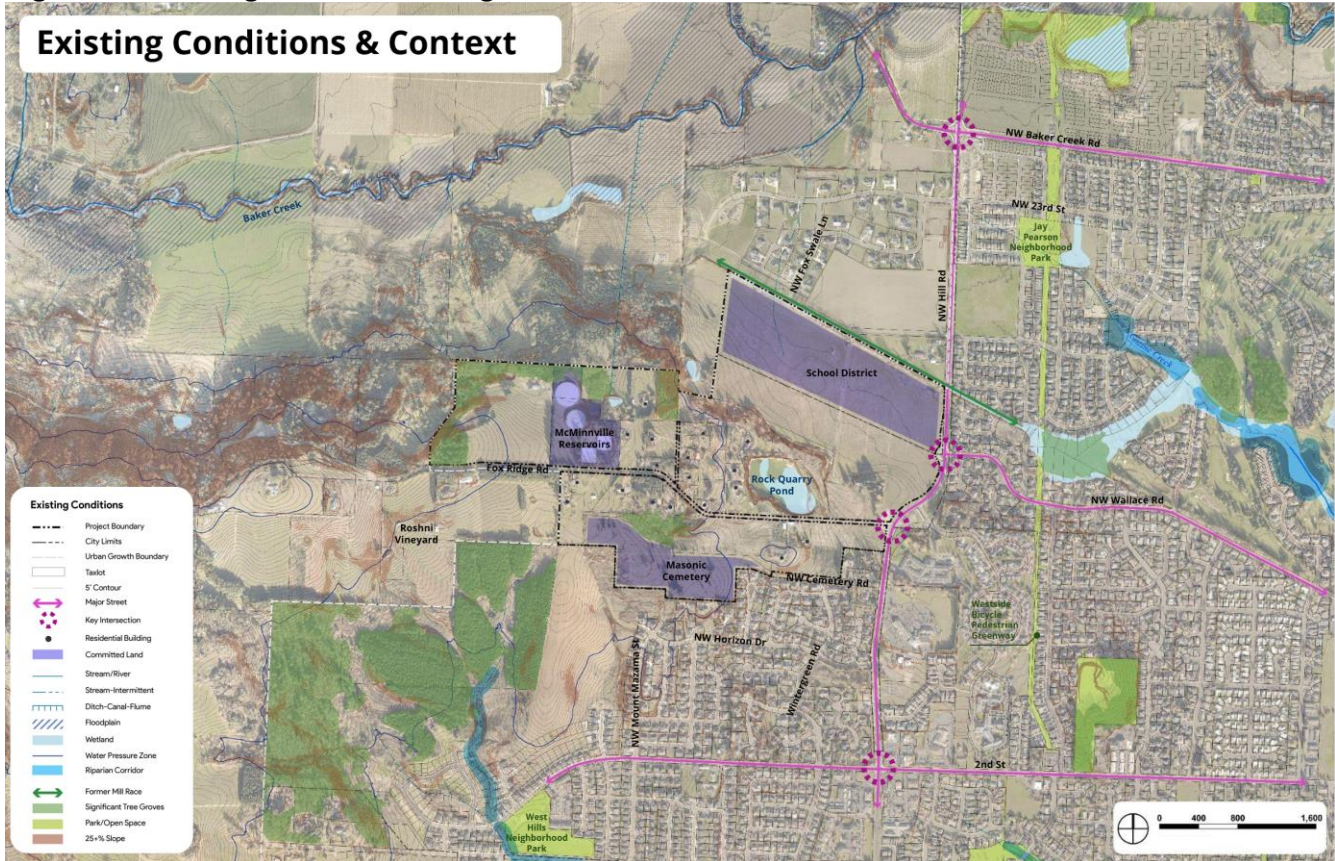 Existing Conditions & Context
NW Baker Creek Rd
NW 23rd St
Jay
Pearson
Neighborhood
Park
Baker Creek
NW Fox Swale Ln
NW Hill Rd
School District
McMinnville
Reservoirs
Fox Ridge Rd
Rock Quarry
Pond
NW Wallace Rd
Roshni
Vineyard
Masonic
Cemetery
NW Cemetery Rd
Westside
Bicycle
Pedestrian
Greenway
NW Horizon Dr
NW Mount Mazama St
Wintergreen Rd
2nd St
West
Hills
Neighborhood
Park
Existing Conditions
Project Boundary
City Limits
Urban Growth Boundary
Taxlot
5' Contour
Major Street
Key Intersection
Residential Building
Committed Land
Stream/River
Stream-Intermittent
Ditch-Canal-Flume
Floodplain
Wetland
Water Pressure Zone
Riparian Corridor
Former Mill Race
Significant Tree Groves
Park/Open Space
25+% Slope
0 400 800 1,600